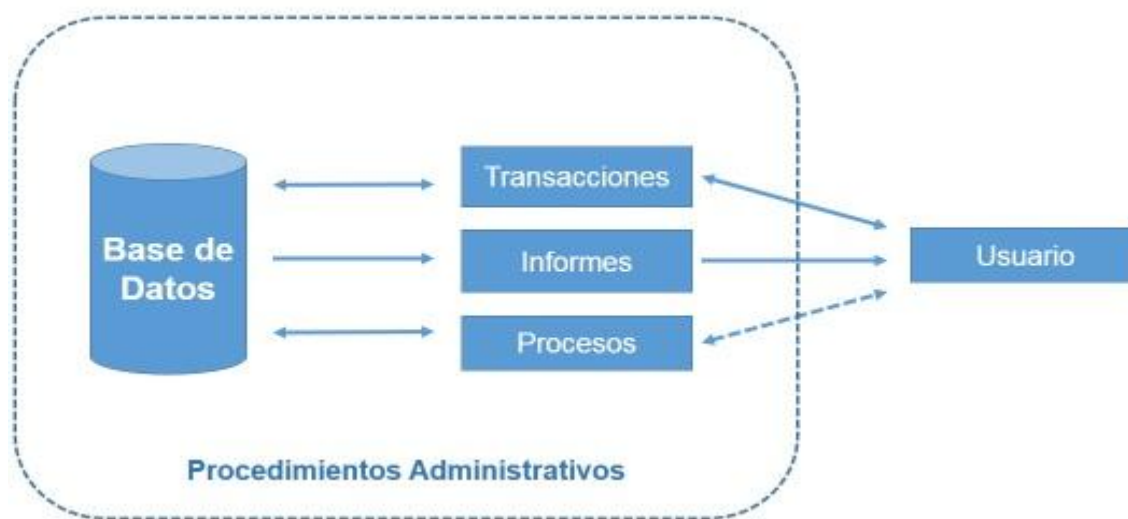 Base de
Datos
Transacciones
Informes
Procesos
Usuario
Procedimientos Administrativos